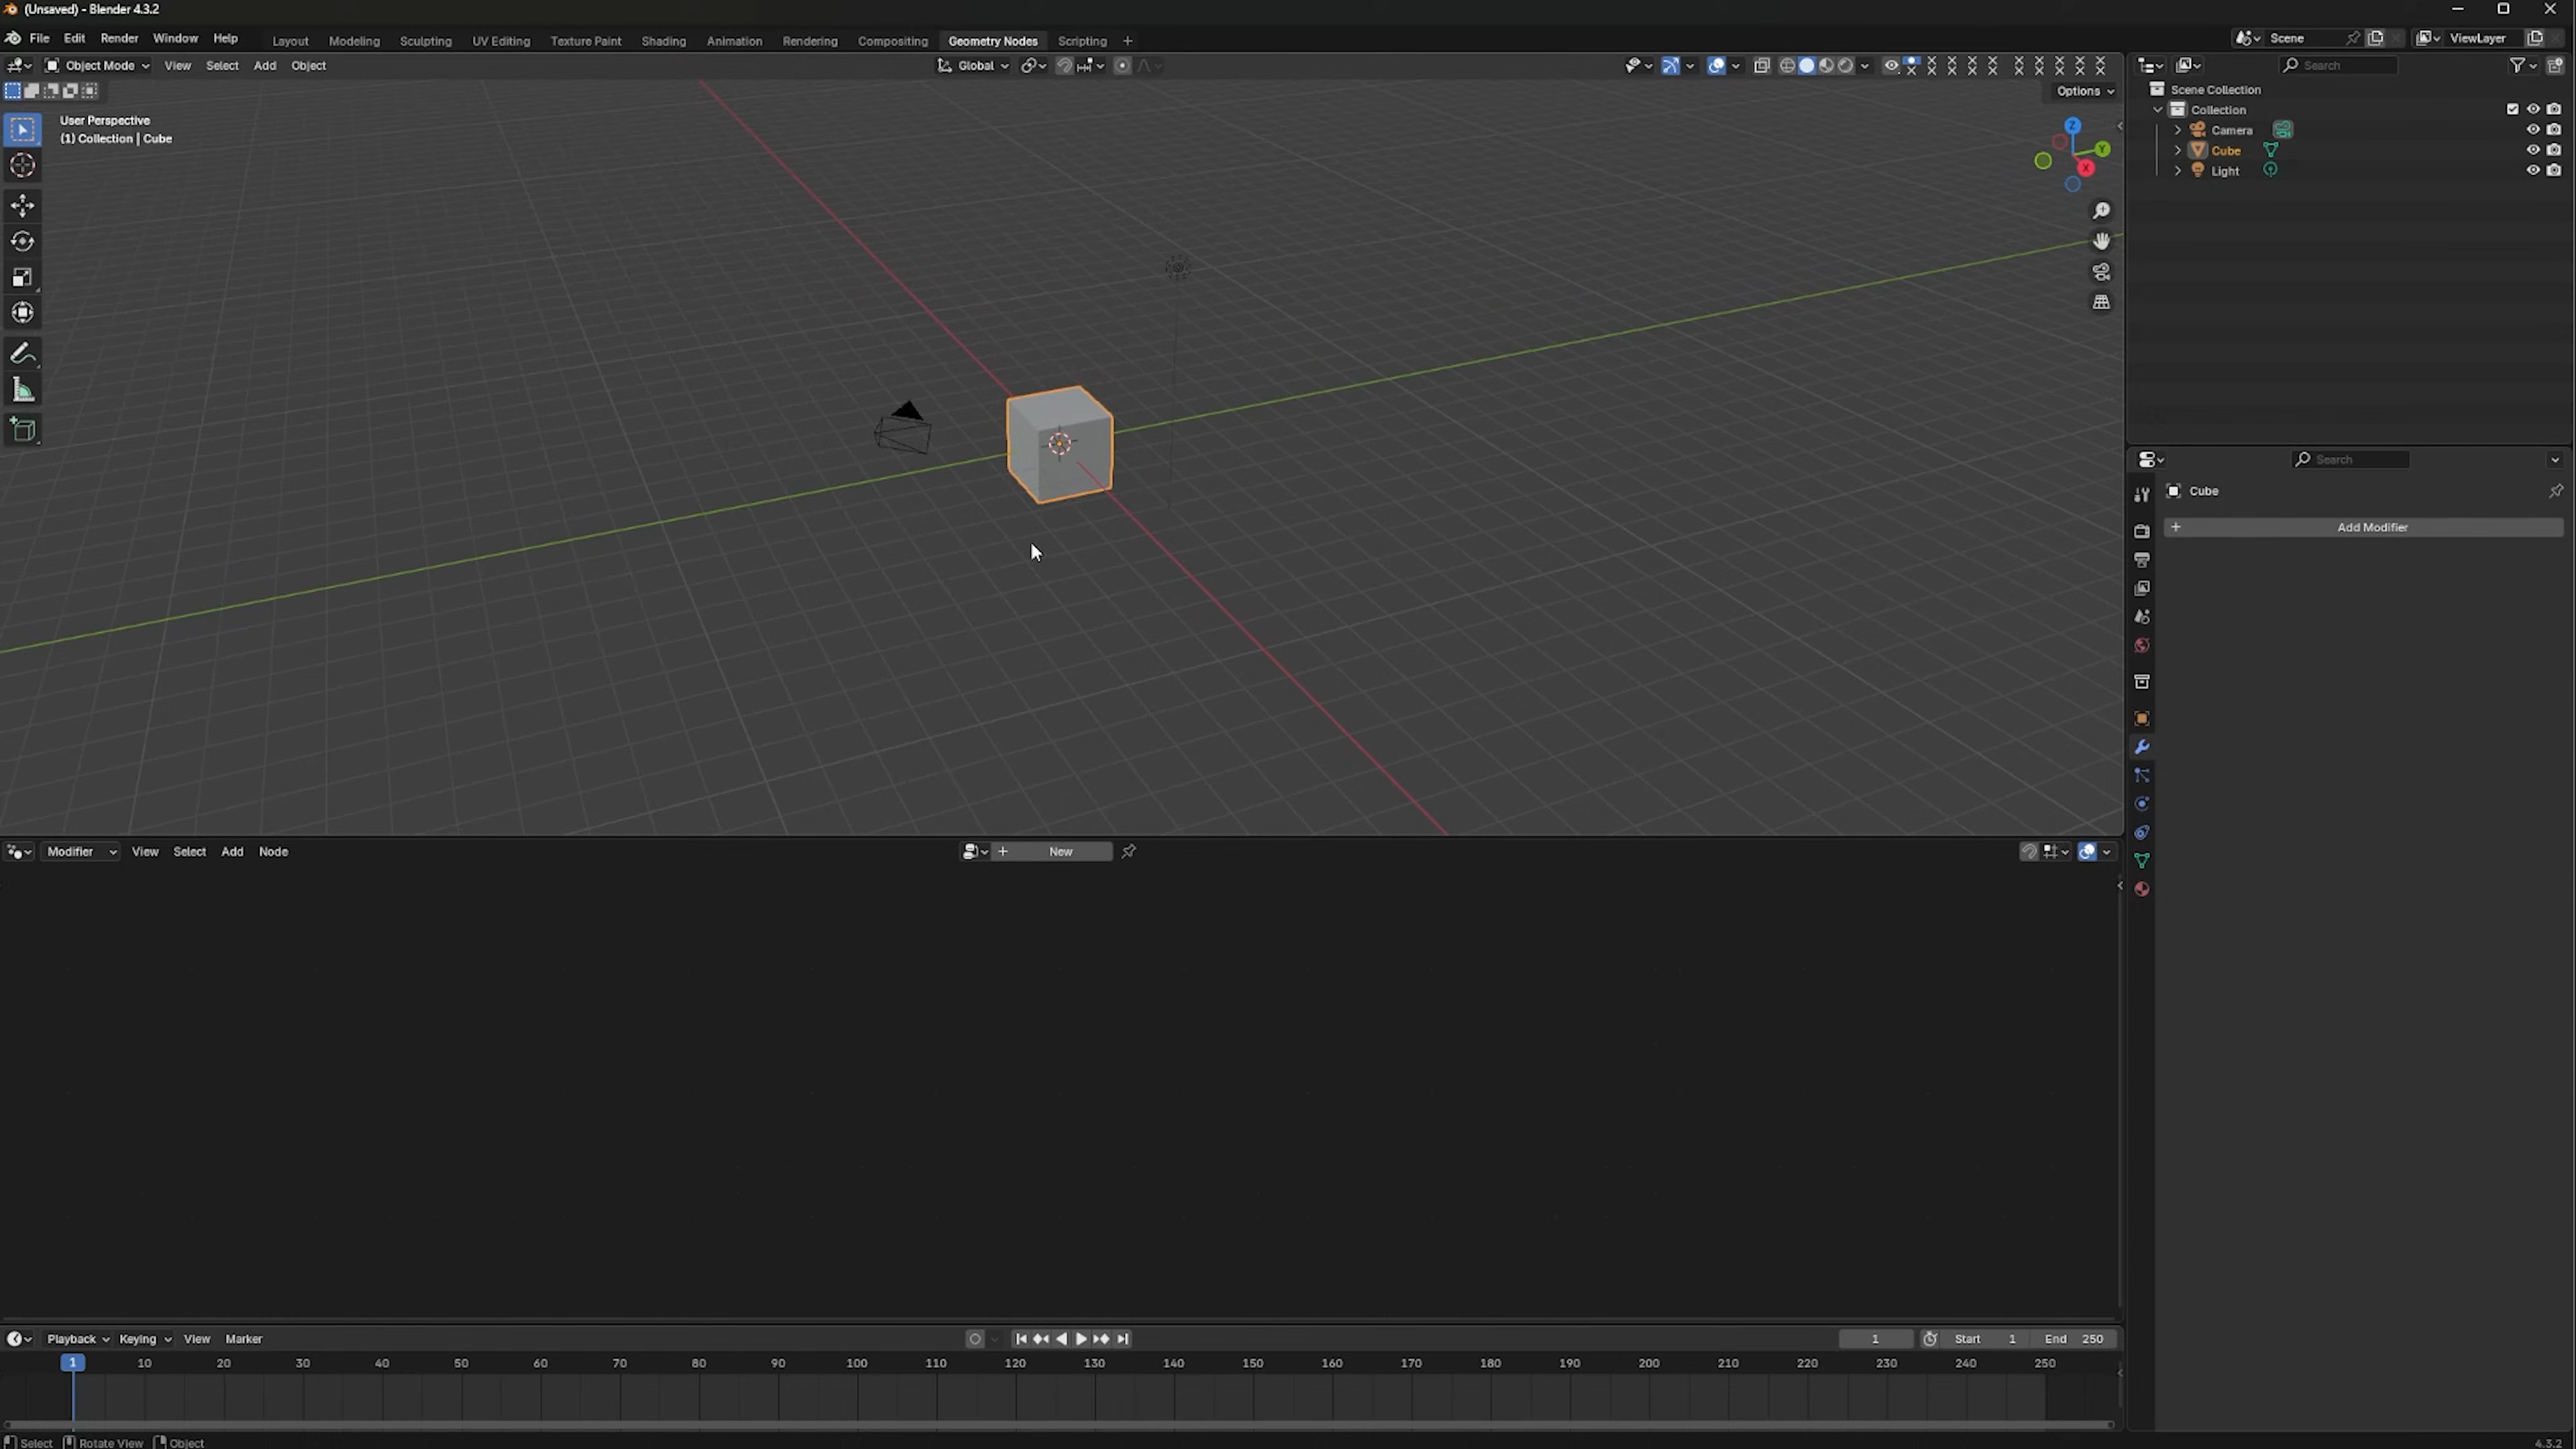 (Unsaved) - Blender 4.3.2
File Edit Render Window Help Layout Modeling Sculpting UV Editing Texture Paint Shading Animation Rendering Compositing Geometry Nodes Scripting + Scene ViewLayer
Object Mode View Select Add Object Global Search
Options
User Perspective
(1) Collection | Cube
Z
Y
X
Scene Collection
Collection
Camera
Cube
Light
Search
Cube
+ Add Modifier
Modifier View Select Add Node + New
Playback Keying View Marker 1 Start 1 End 250
1 10 20 30 40 50 60 70 80 90 100 110 120 130 140 150 160 170 180 190 200 210 220 230 240 250
Select Rotate View Object 4.3.2